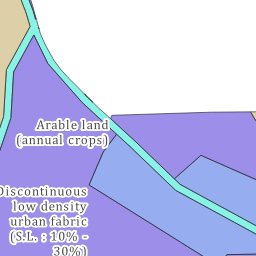 Arable land
(annual crops)
Discontinuous
low density
urban fabric
(S.L. : 10% -
30%)